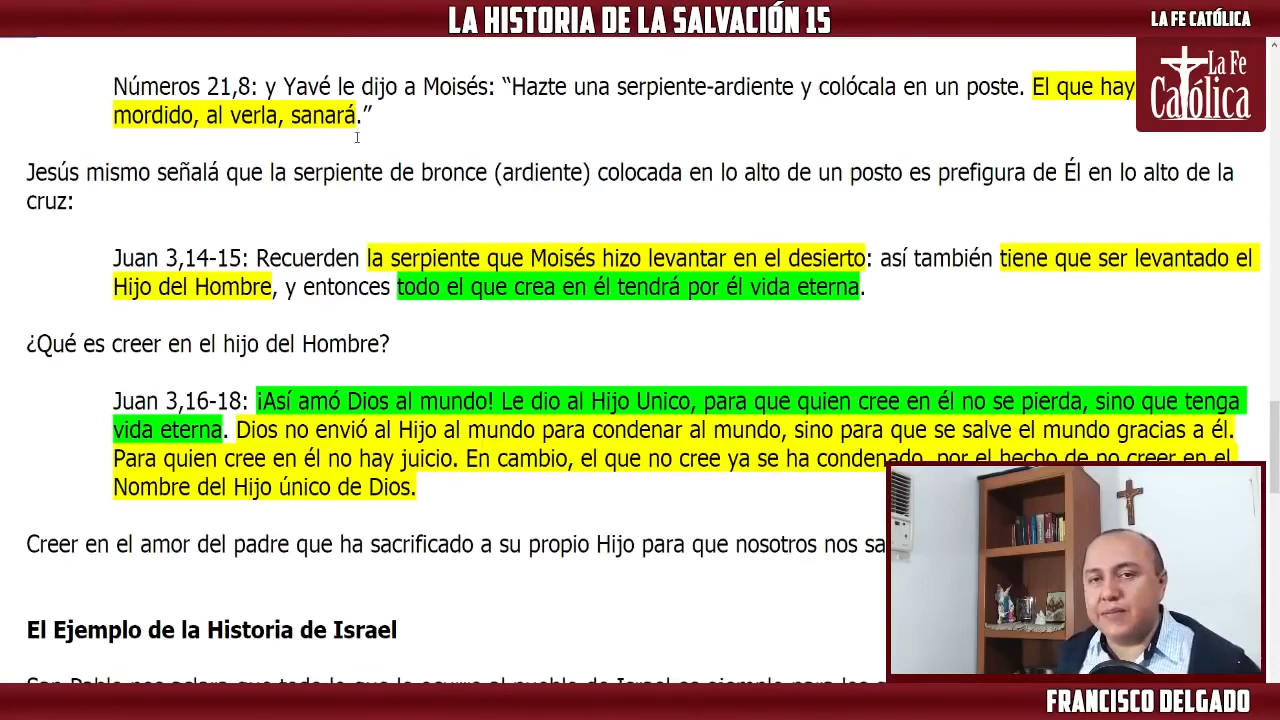 LA HISTORIA DE LA SALVACIÓN 15
LA FE CATÓLICA
La Fe
Católica
Números 21,8: y Yavé le dijo a Moisés: “Hazte una serpiente-ardiente y colócala en un poste. El que hay
mordido, al verla, sanará.”
Jesús mismo señalá que la serpiente de bronce (ardiente) colocada en lo alto de un posto es prefigura de Él en lo alto de la
cruz:
Juan 3,14-15: Recuerden la serpiente que Moisés hizo levantar en el desierto: así también tiene que ser levantado el
Hijo del Hombre, y entonces todo el que crea en él tendrá por él vida eterna.
¿Qué es creer en el hijo del Hombre?
Juan 3,16-18: ¡Así amó Dios al mundo! Le dio al Hijo Unico, para que quien cree en él no se pierda, sino que tenga
vida eterna. Dios no envió al Hijo al mundo para condenar al mundo, sino para que se salve el mundo gracias a él.
Para quien cree en él no hay juicio. En cambio, el que no cree ya se ha condenado, por el hecho de no creer en el
Nombre del Hijo único de Dios.
Creer en el amor del padre que ha sacrificado a su propio Hijo para que nosotros nos sa
El Ejemplo de la Historia de Israel
FRANCISCO DELGADO